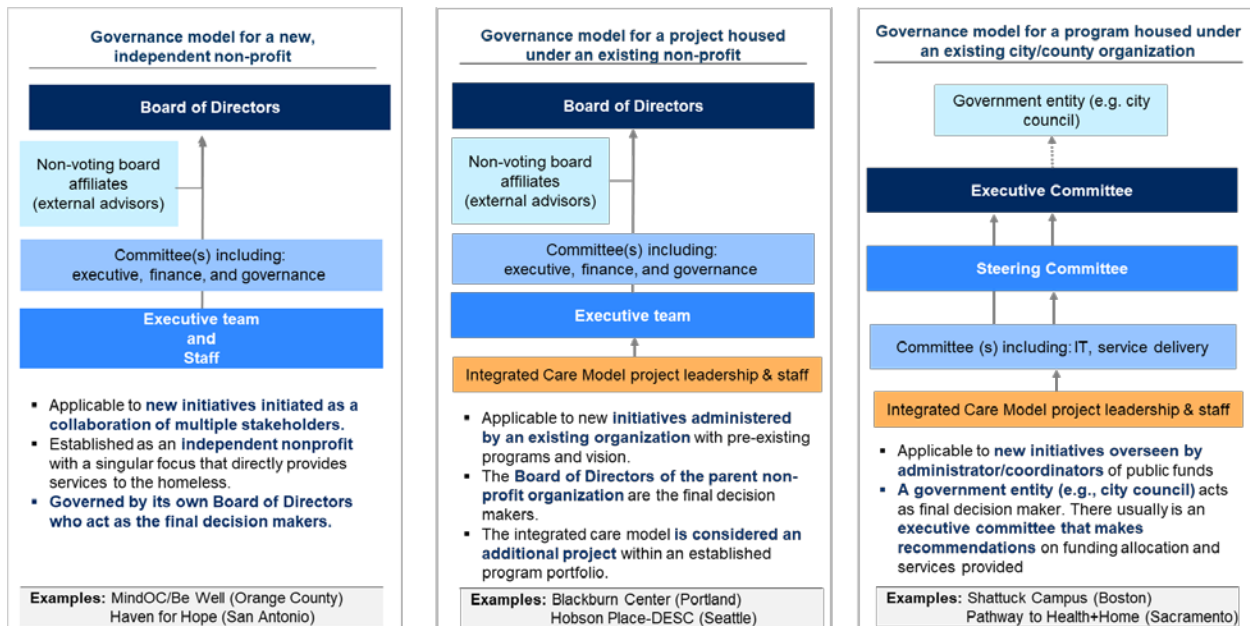 Governance model for a new,
independent non-profit
Board of Directors
Non-voting board
affiliates
(external advisors)
Committee(s) including:
executive, finance, and governance
Executive team
and
Staff
▪ Applicable to new initiatives initiated as a
collaboration of multiple stakeholders.
▪ Established as an independent nonprofit
with a singular focus that directly provides
services to the homeless.
▪ Governed by its own Board of Directors
who act as the final decision makers.
Examples: MindOC/Be Well (Orange County)
Haven for Hope (San Antonio)
Governance model for a project housed
under an existing non-profit
Board of Directors
Non-voting board
affiliates
(external advisors)
Committee(s) including:
executive, finance, and governance
Executive team
Integrated Care Model project leadership & staff
▪ Applicable to new initiatives administered
by an existing organization with pre-existing
programs and vision.
▪ The Board of Directors of the parent non-
profit organization are the final decision
makers.
▪ The integrated care model is considered an
additional project within an established
program portfolio.
Examples: Blackburn Center (Portland)
Hobson Place-DESC (Seattle)
Governance model for a program housed under
an existing city/county organization
Government entity (e.g. city
council)
Executive Committee
Steering Committee
Committee (s) including: IT, service delivery
Integrated Care Model project leadership & staff
▪ Applicable to new initiatives overseen by
administrator/coordinators of public funds
▪ A government entity (e.g., city council) acts
as final decision maker. There usually is an
executive committee that makes
recommendations on funding allocation and
services provided
Examples: Shattuck Campus (Boston)
Pathway to Health+Home (Sacramento)